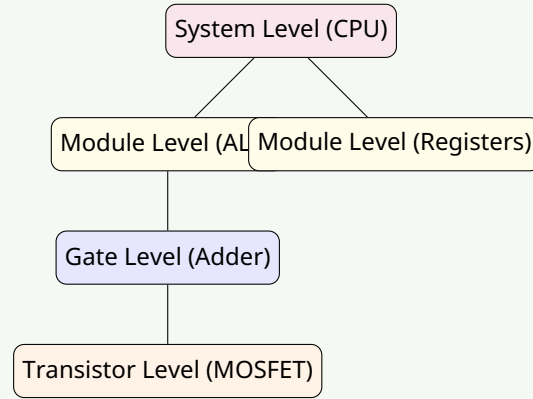 System Level (CPU)
Module Level (AL
Module Level (Registers)
Gate Level (Adder)
Transistor Level (MOSFET)